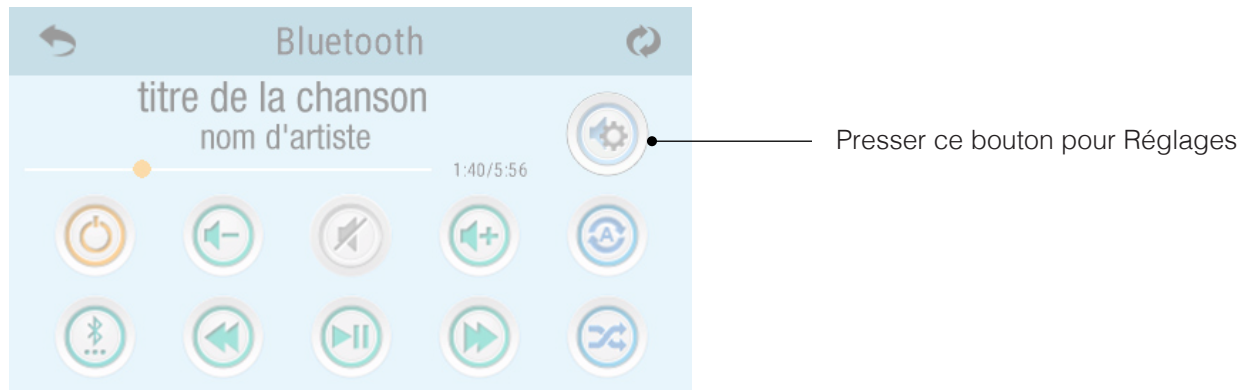 Bluetooth
titre de la chanson
nom d'artiste
1:40/5:56
Presser ce bouton pour Réglages
A